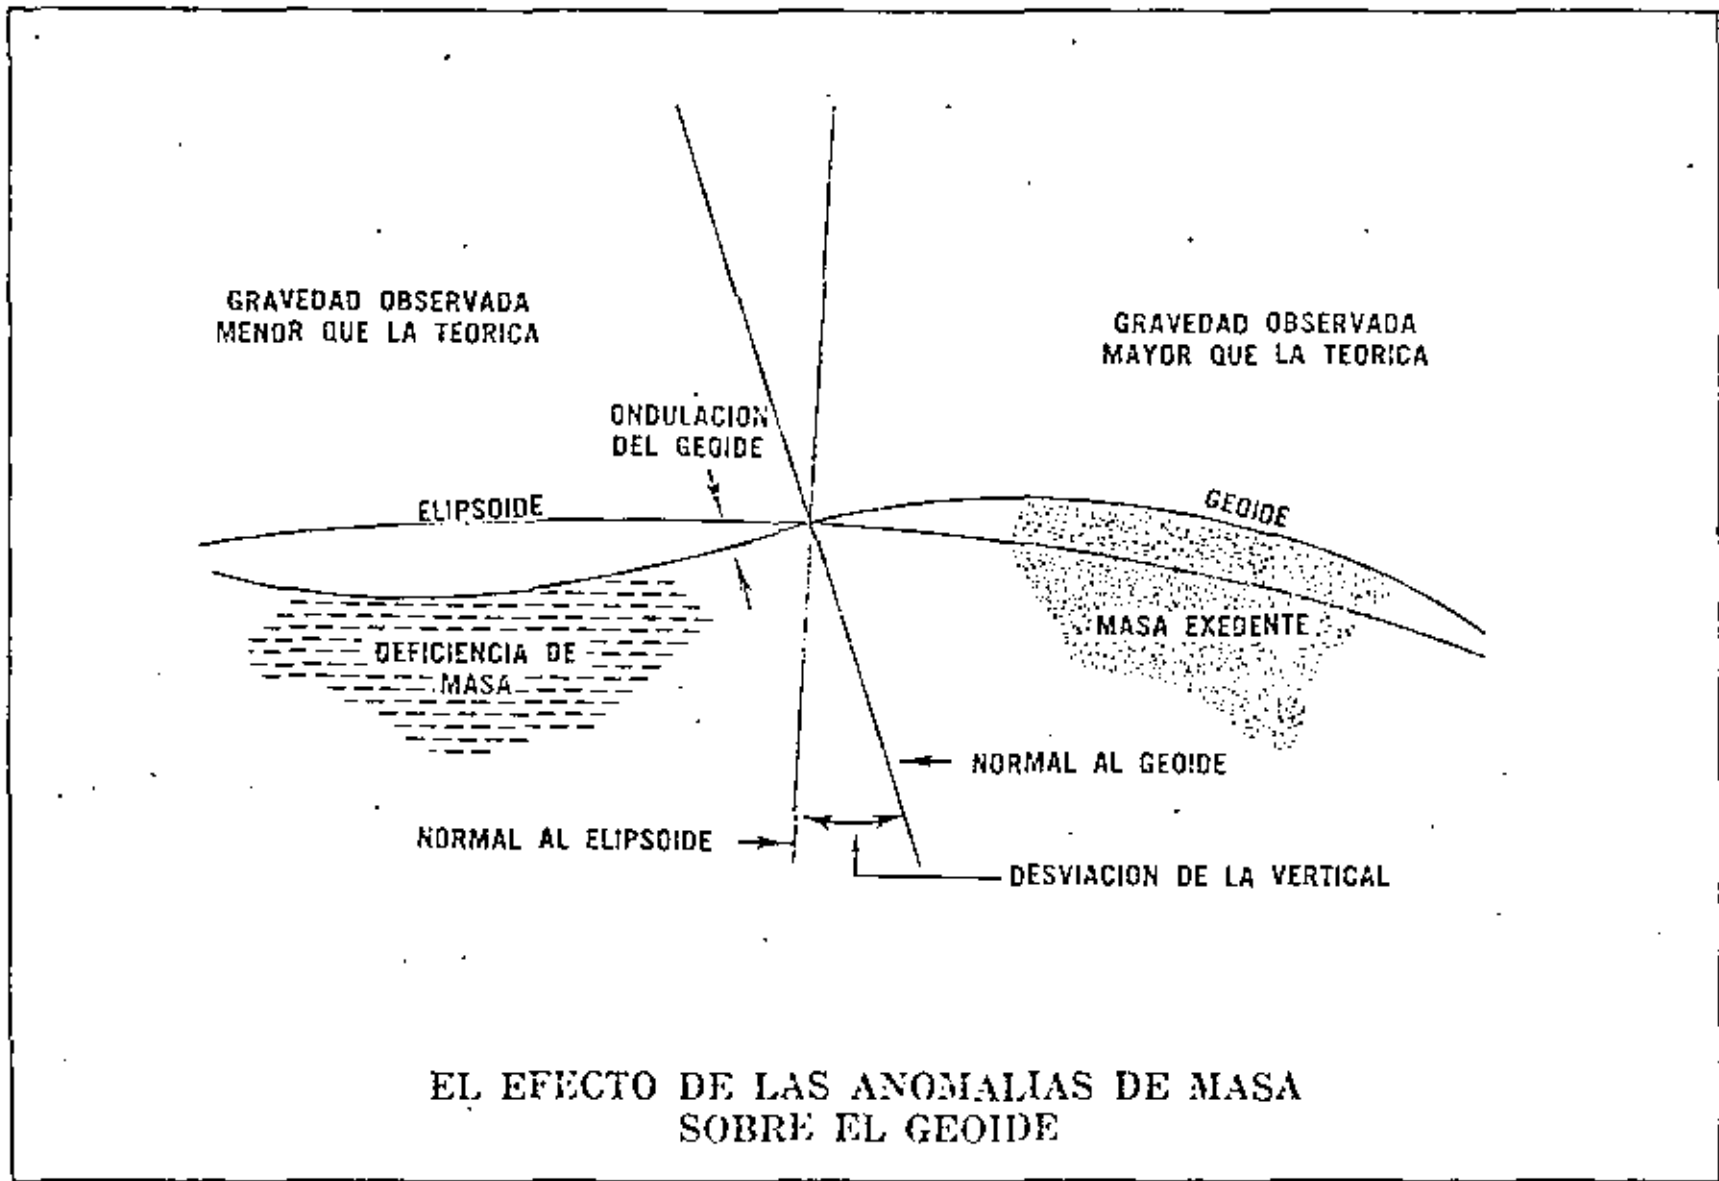 GRAVEDAD OBSERVADA
MENOR QUE LA TEORICA
GRAVEDAD OBSERVADA
MAYOR QUE LA TEORICA
ONDULACION
DEL GEOIDE
ELIPSOIDE
GEOIDE
DEFICIENCIA DE
MASA
MASA EXEDENTE
NORMAL AL GEOIDE
NORMAL AL ELIPSOIDE
DESVIACION DE LA VERTICAL
EL EFECTO DE LAS ANOMALIAS DE MASA
SOBRE EL GEOIDE